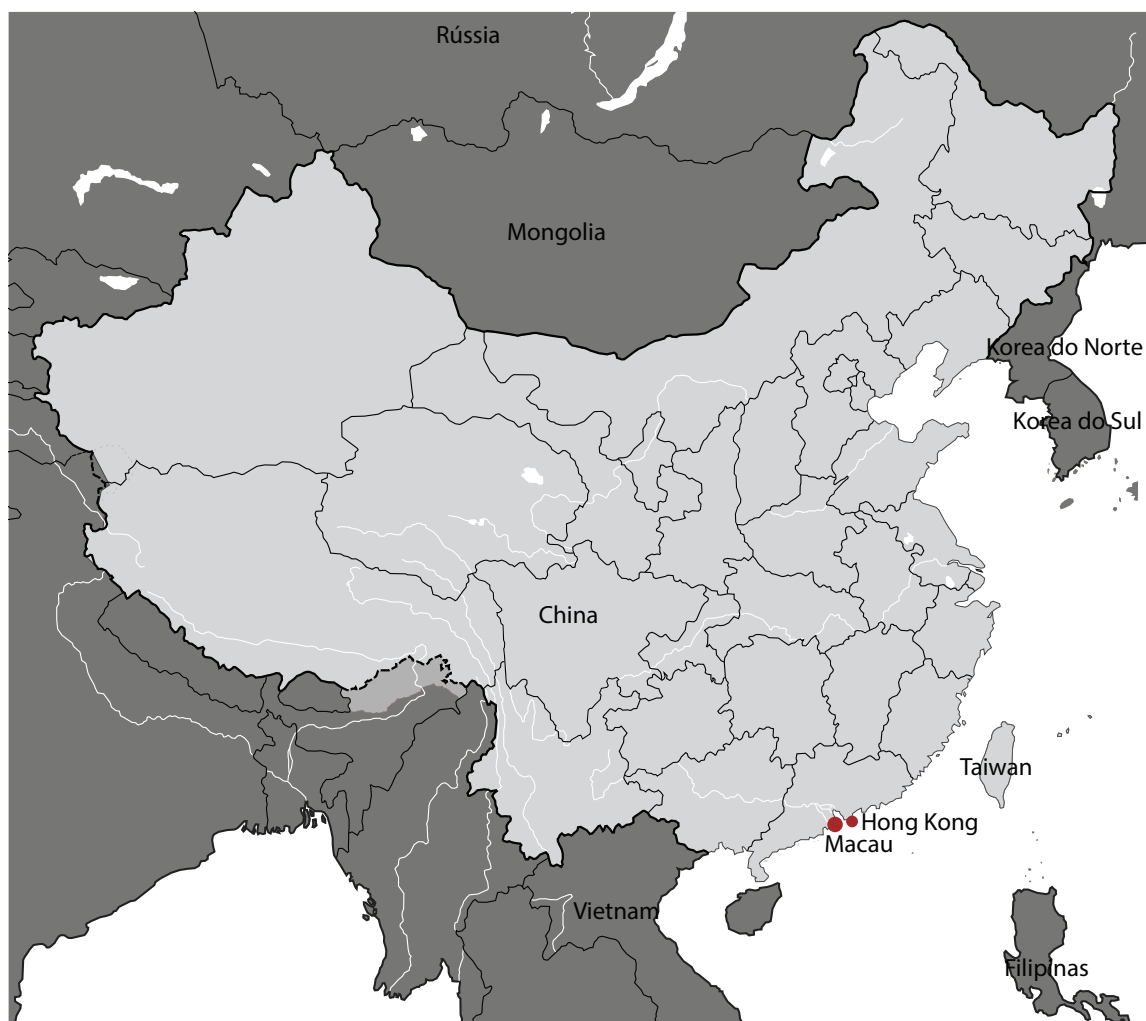 Rússia
Mongolia
Korea do Norte
Korea do Sul
China
Taiwan
Hong Kong
Macau
Vietnam
Filipinas